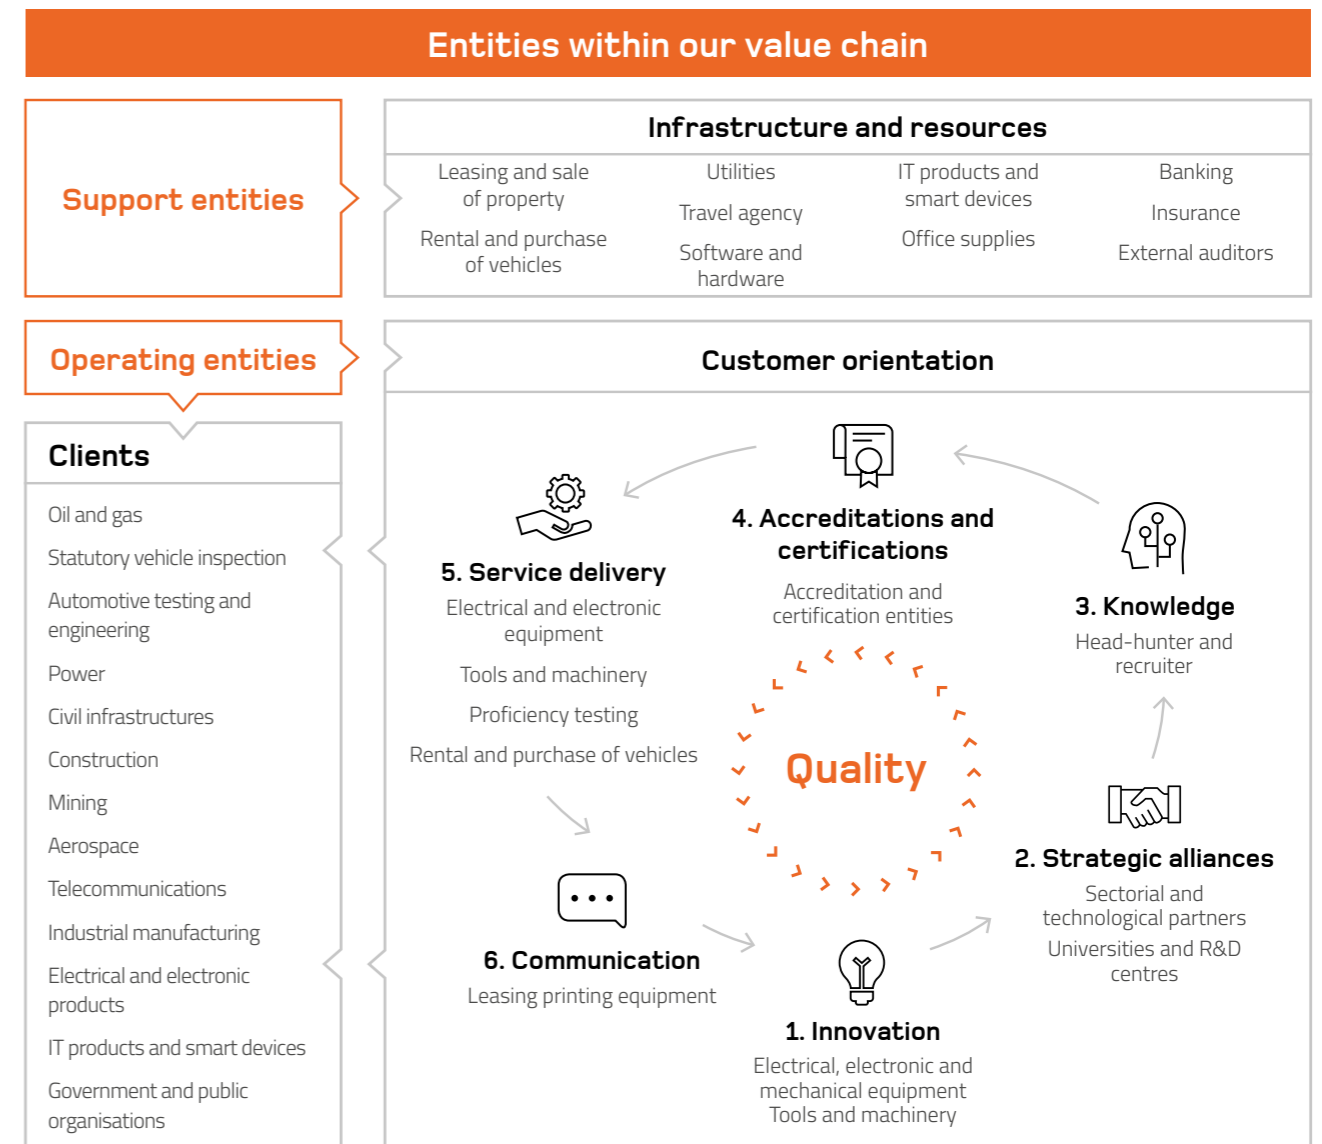 Entities within our value chain
Support entities
Infrastructure and resources
Leasing and sale
of property
Rental and purchase
of vehicles
Utilities
Travel agency
Software and
hardware
IT products and
smart devices
Office supplies
Banking
Insurance
External auditors
Operating entities
Clients
Oil and gas
Statutory vehicle inspection
Automotive testing and
engineering
Power
Civil infrastructures
Construction
Mining
Aerospace
Telecommunications
Industrial manufacturing
Electrical and electronic
products
IT products and smart devices
Government and public
organisations
Customer orientation
1. Innovation
Electrical, electronic and
mechanical equipment
Tools and machinery
2. Strategic alliances
Sectorial and
technological partners
Universities and R&D
centres
3. Knowledge
Head-hunter and
recruiter
4. Accreditations and
certifications
Accreditation and
certification entities
5. Service delivery
Electrical and electronic
equipment
Tools and machinery
Proficiency testing
Rental and purchase of vehicles
6. Communication
Leasing printing equipment
Quality